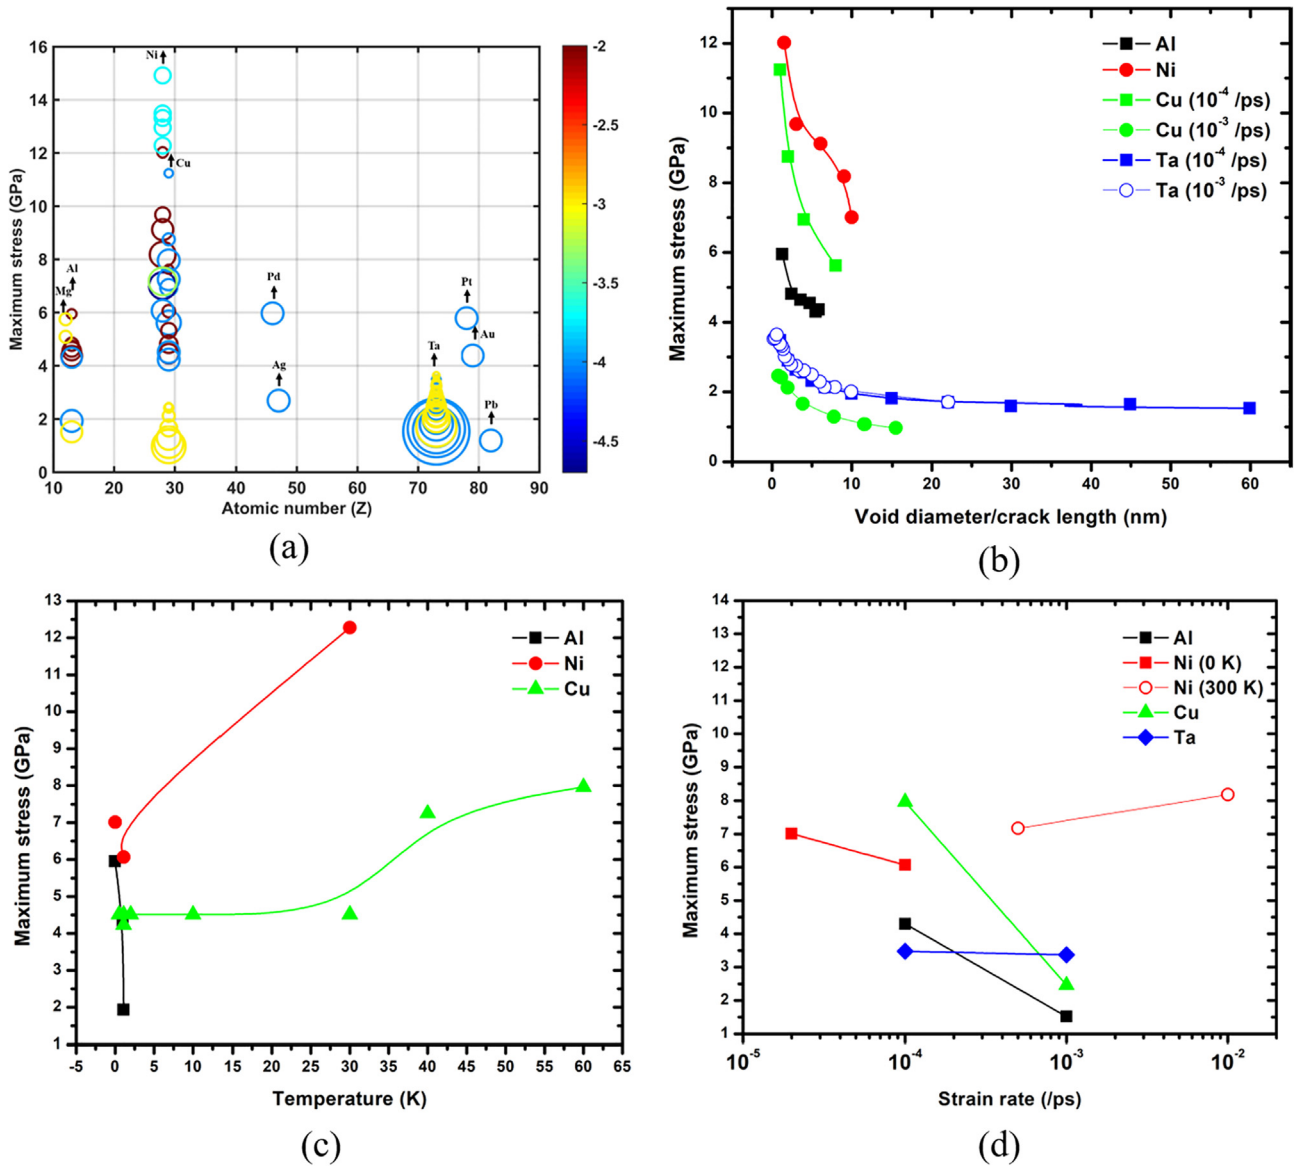 16
14
12
10
8
6
4
2
0
Maximum stress (GPa)
Ni
Cu
Al
Mg
Pd
Ag
Ta
Pt
Au
Pb
10 20 30 40 50 60 70 80 90
Atomic number (Z)
-2
-2.5
-3
-3.5
-4
-4.5
(a)
12
10
8
6
4
2
0
Maximum stress (GPa)
Al
Ni
Cu (10⁻⁴ /ps)
Cu (10⁻³ /ps)
Ta (10⁻⁴ /ps)
Ta (10⁻³ /ps)
0 10 20 30 40 50 60
Void diameter/crack length (nm)
(b)
13
12
11
10
9
8
7
6
5
4
3
2
1
Maximum stress (GPa)
Al
Ni
Cu
-5 0 5 10 15 20 25 30 35 40 45 50 55 60 65
Temperature (K)
(c)
14
13
12
11
10
9
8
7
6
5
4
3
2
1
Maximum stress (GPa)
Al
Ni (0 K)
Ni (300 K)
Cu
Ta
10⁻⁵ 10⁻⁴ 10⁻³ 10⁻²
Strain rate (/ps)
(d)